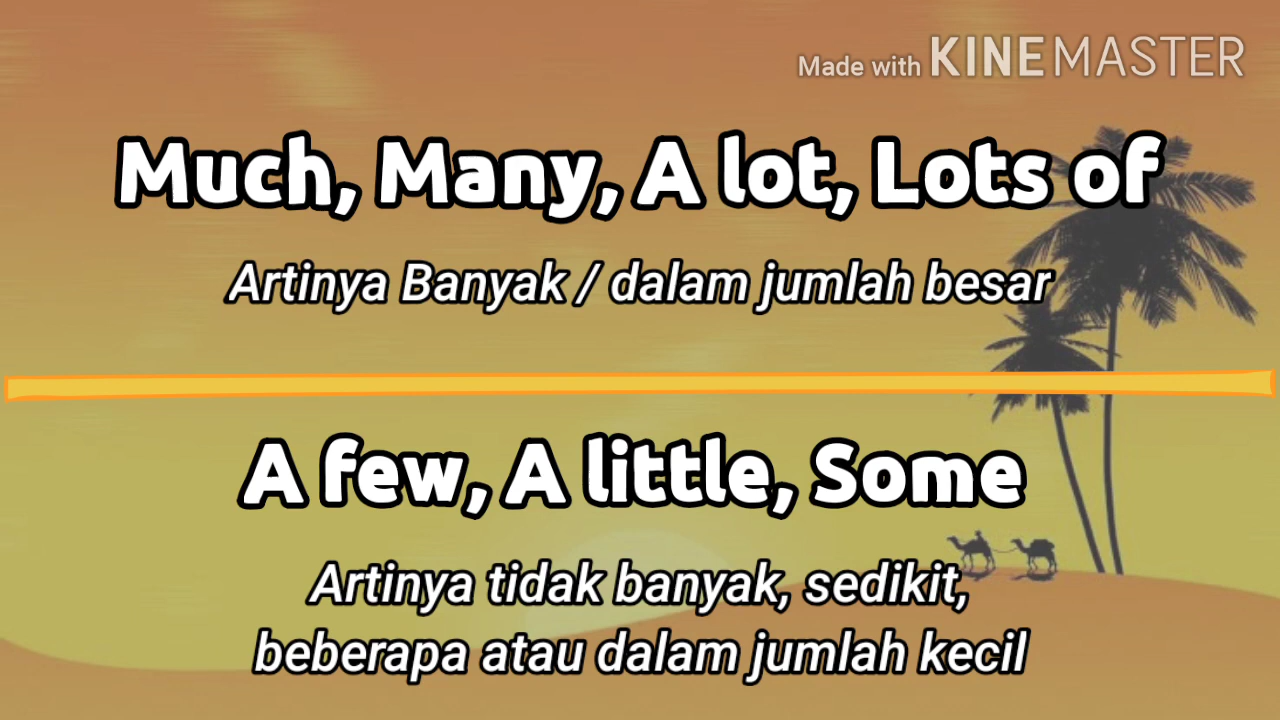 Made with KINEMASTER
Much, Many, A lot, Lots of
Artinya Banyak / dalam jumlah besar
A few, A little, Some
Artinya tidak banyak, sedikit,
beberapa atau dalam jumlah kecil